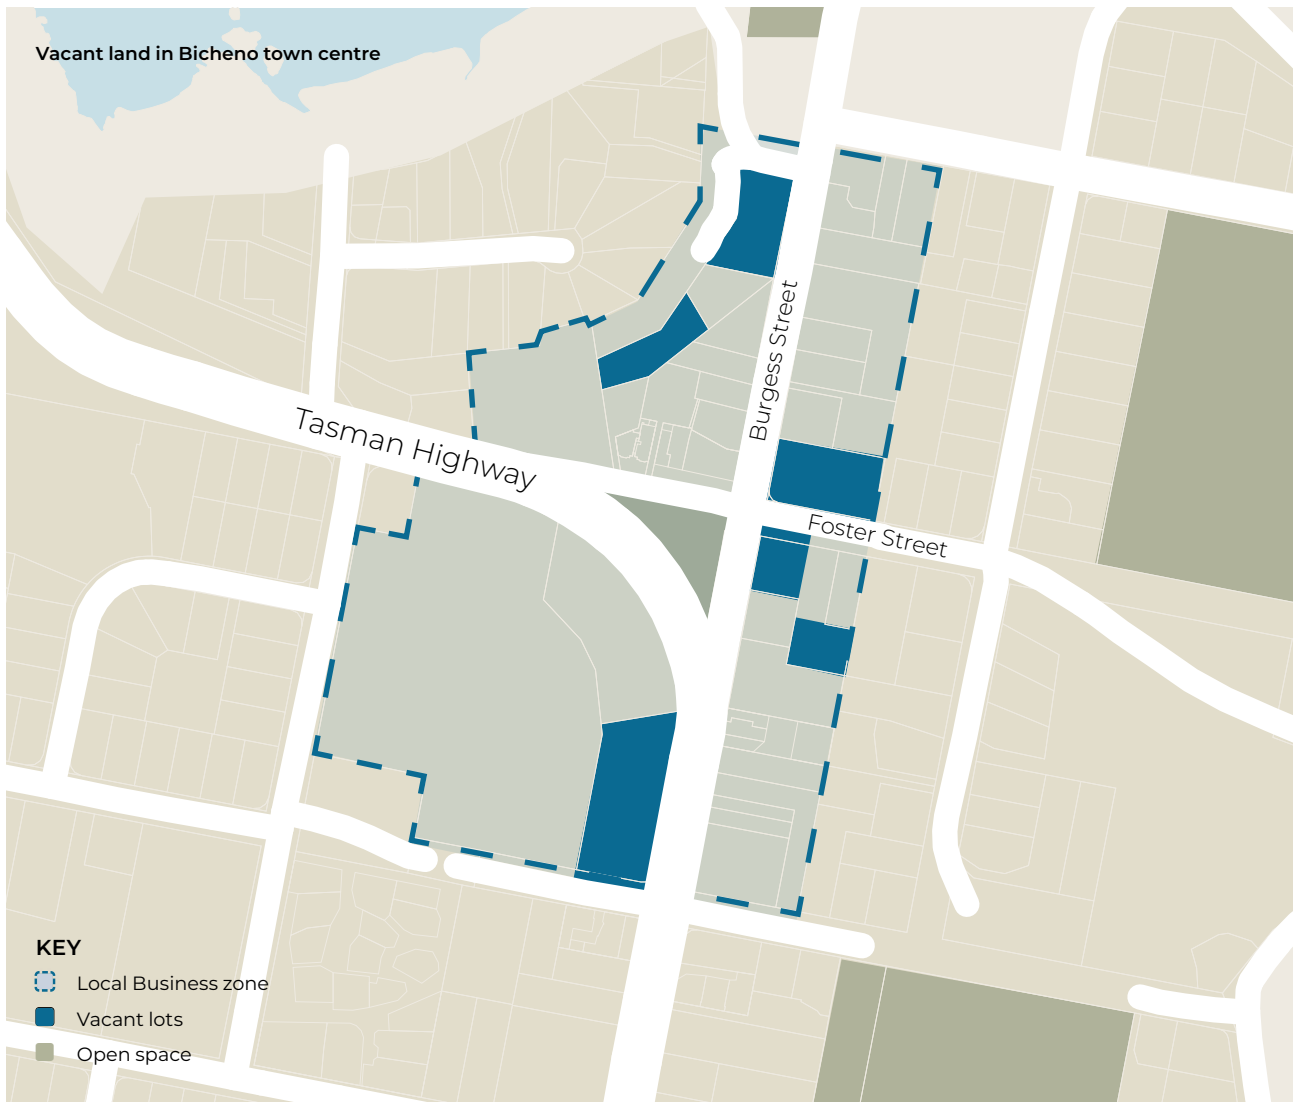 Vacant land in Bicheno town centre
Burgess Street
Tasman Highway
Foster Street
KEY
Local Business zone
Vacant lots
Open space